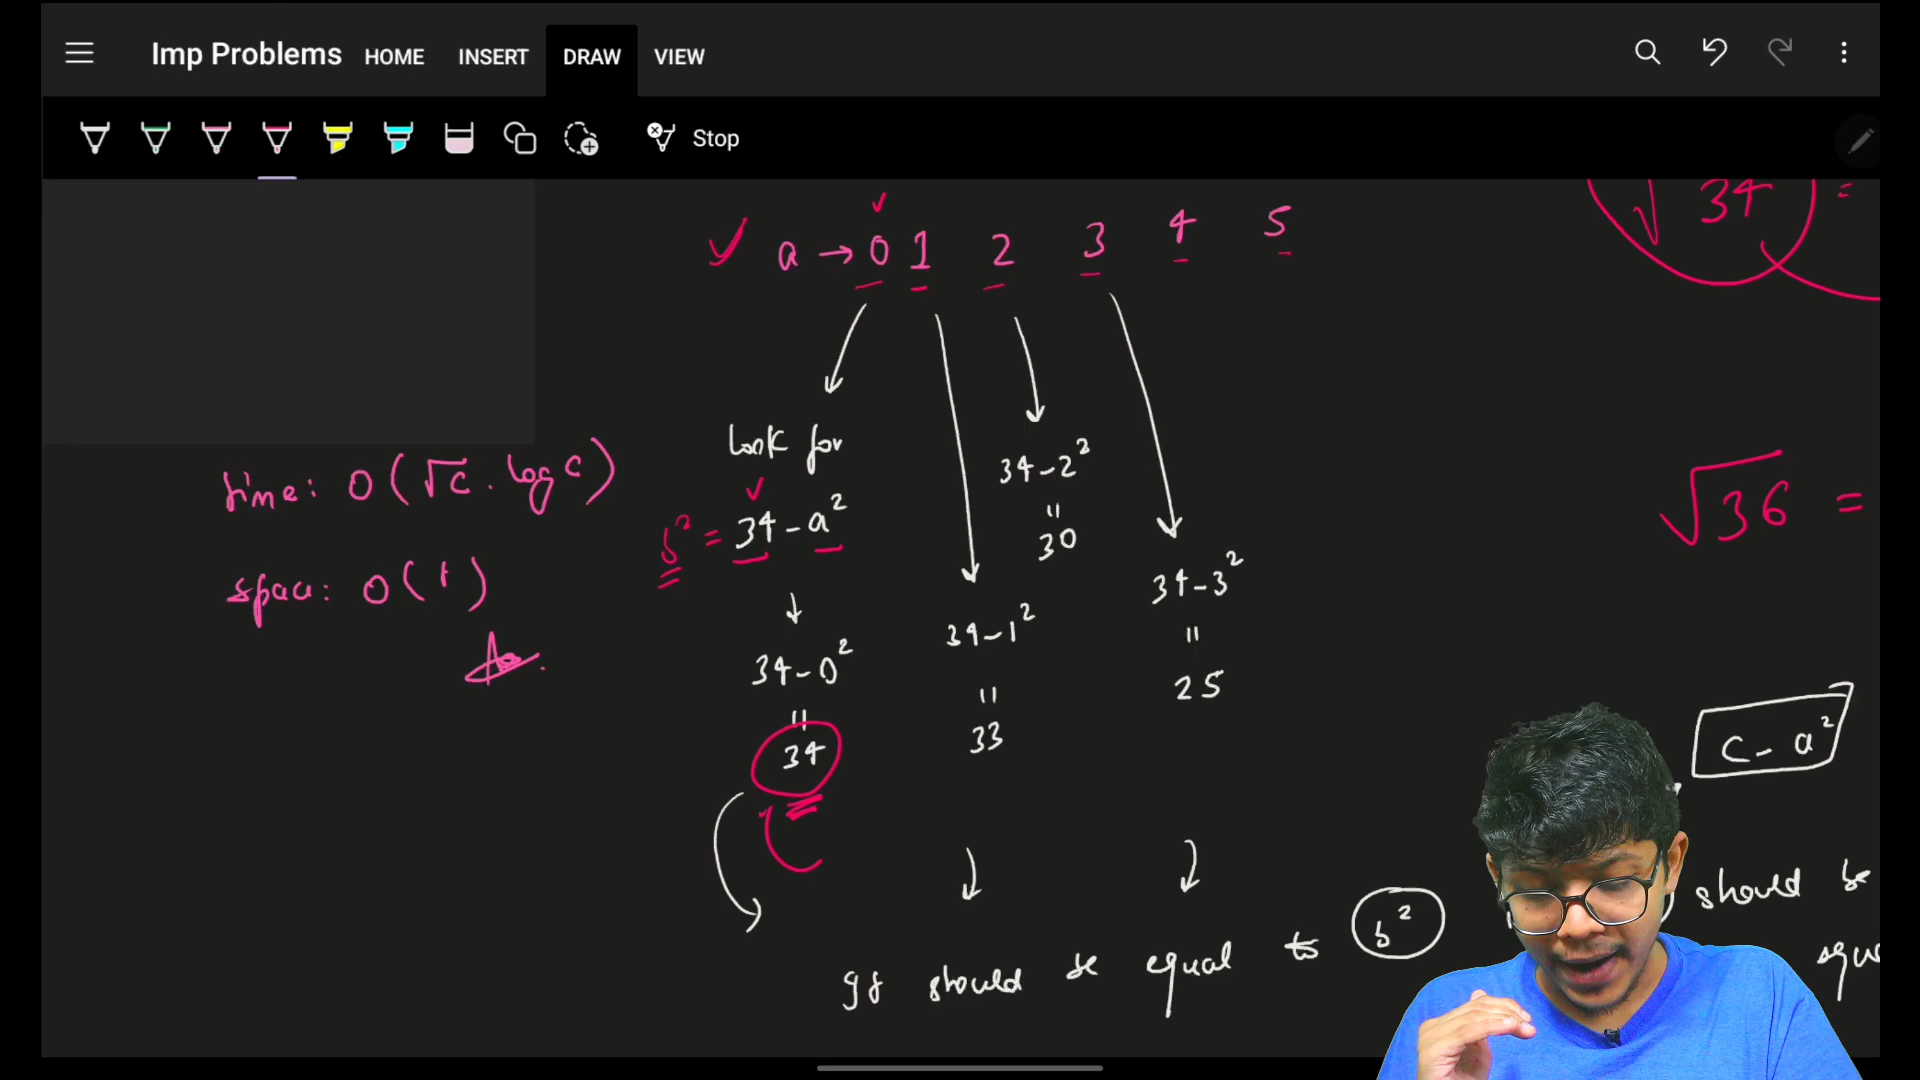 Imp Problems HOME INSERT DRAW VIEW
Stop
√34 =
a → 0 1 2 3 4 5
look for
b² = 34 - a²
34 - 0²
=
34
34 - 1²
=
33
34 - 2²
=
30
34 - 3²
=
25
time: O(√c . log c)
space: O(1)
√36 =
c - a²
should be
equ
It should be equal to b²